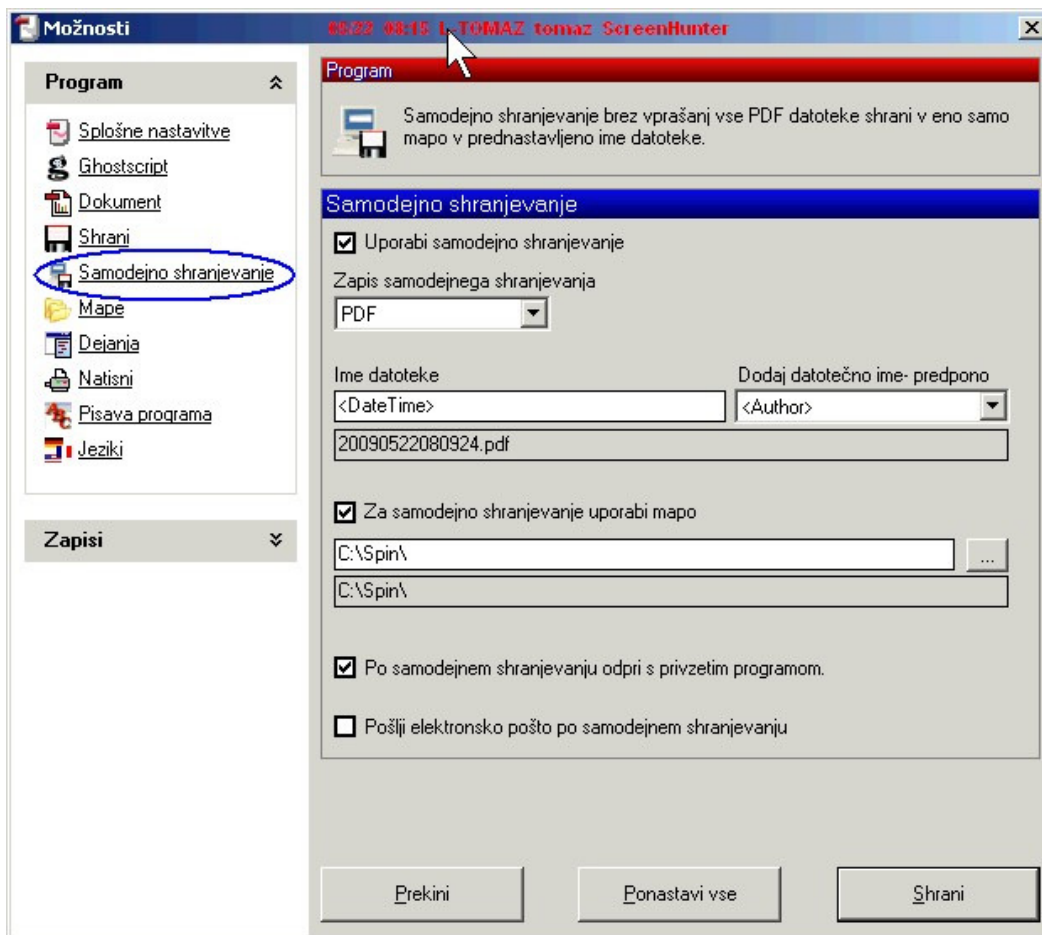 Možnosti
05/22 08:15 L-TOMAZ tomaz ScreenHunter
Program
Splošne nastavitve
Ghostscript
Dokument
Shrani
Samodejno shranjevanje
Mape
Dejanja
Natisni
Pisava programa
Jeziki
Zapisi
Program
Samodejno shranjevanje brez vprašanj vse PDF datoteke shrani v eno samo
mapo v prednastavljeno ime datoteke.
Samodejno shranjevanje
Uporabi samodejno shranjevanje
Zapis samodejnega shranjevanja
PDF
Ime datoteke
Dodaj datotečno ime- predpono
<DateTime>
<Author>
20090522080924.pdf
Za samodejno shranjevanje uporabi mapo
C:\Spin\
...
C:\Spin\
Po samodejnem shranjevanju odpri s privzetim programom.
Pošlji elektronsko pošto po samodejnem shranjevanju
Prekini
Ponastavi vse
Shrani